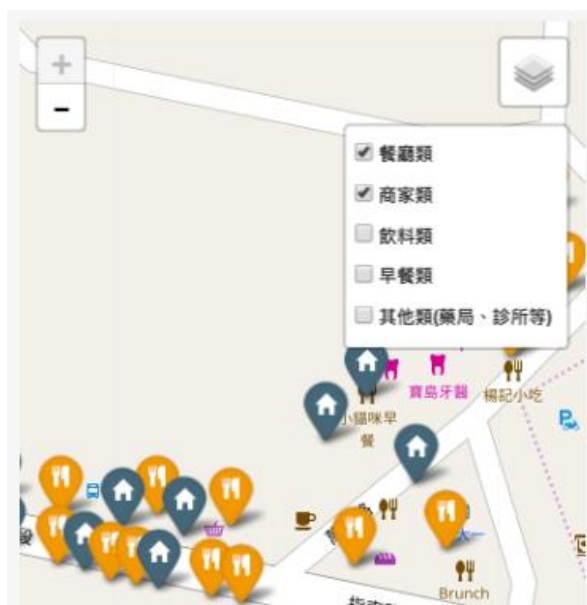 +
-
餐廳類
商家類
飲料類
早餐類
其他類(藥局、診所等)
寶島牙醫
楊記小吃
小貓咪早
餐
段
Brunch